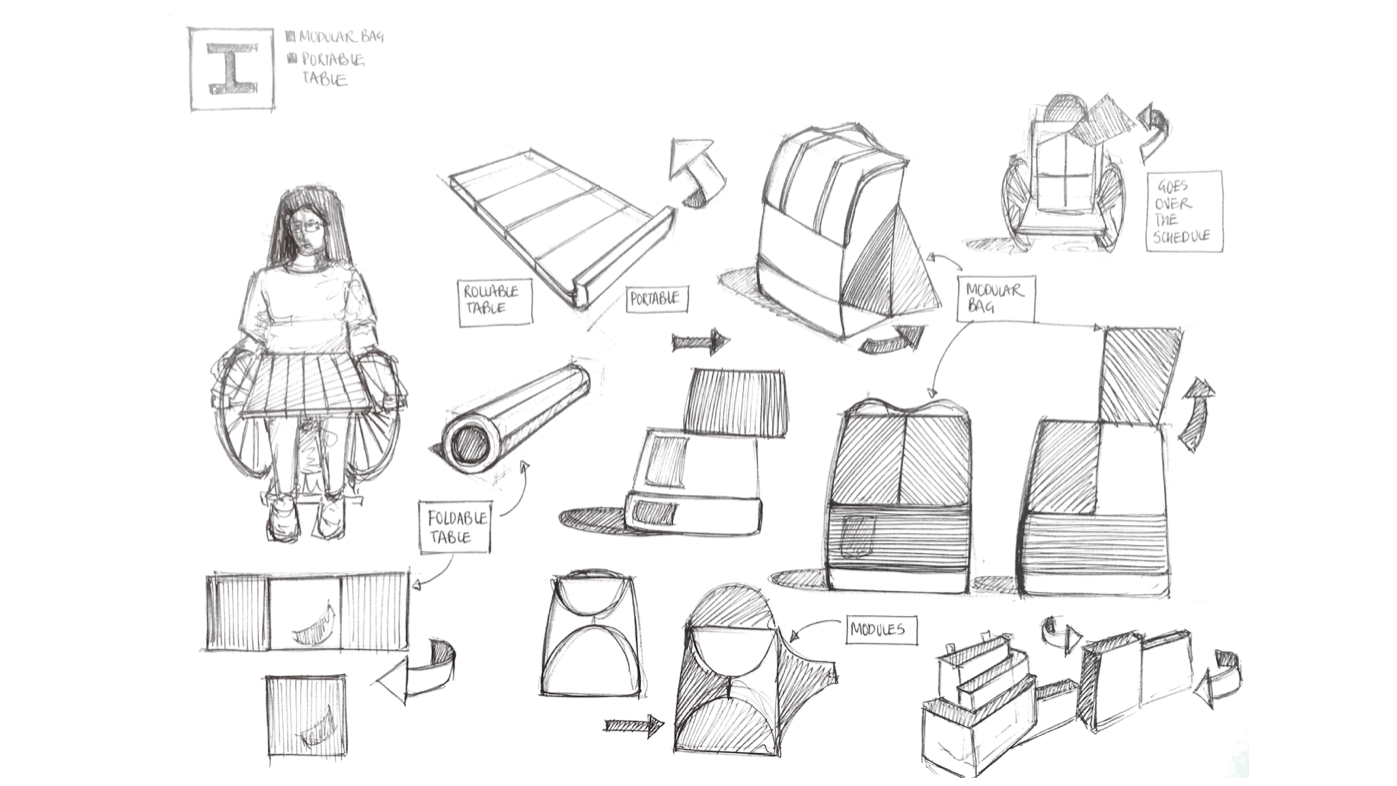 I
MODULAR BAG
PORTABLE
TABLE
GOES
OVER
THE
SCHEDULE
ROLLABLE
TABLE
PORTABLE
MODULAR
BAG
FOLDABLE
TABLE
MODULES